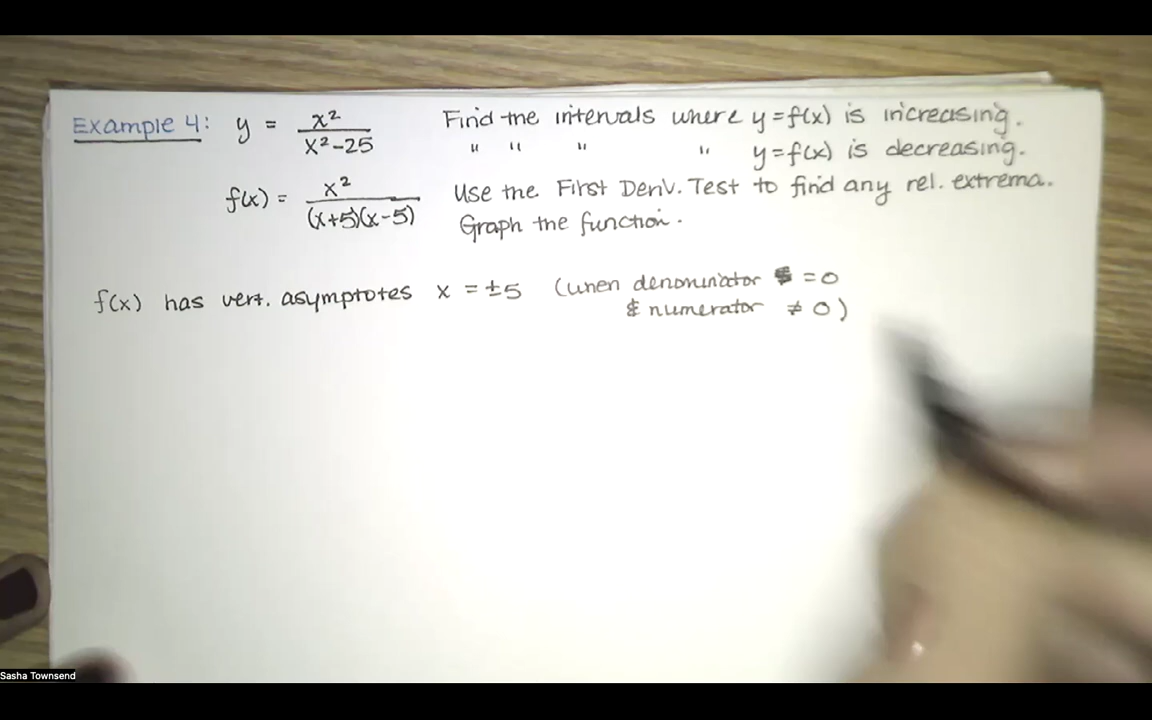 Example 4: y = x²/(x²-25) Find the intervals where y=f(x) is increasing.
" " " " y=f(x) is decreasing.
f(x) = x²/((x+5)(x-5)) Use the First Deriv. Test to find any rel. extrema.
Graph the function.
f(x) has vert. asymptotes x = ±5 (when denominator = 0
& numerator ≠ 0)
Sasha Townsend